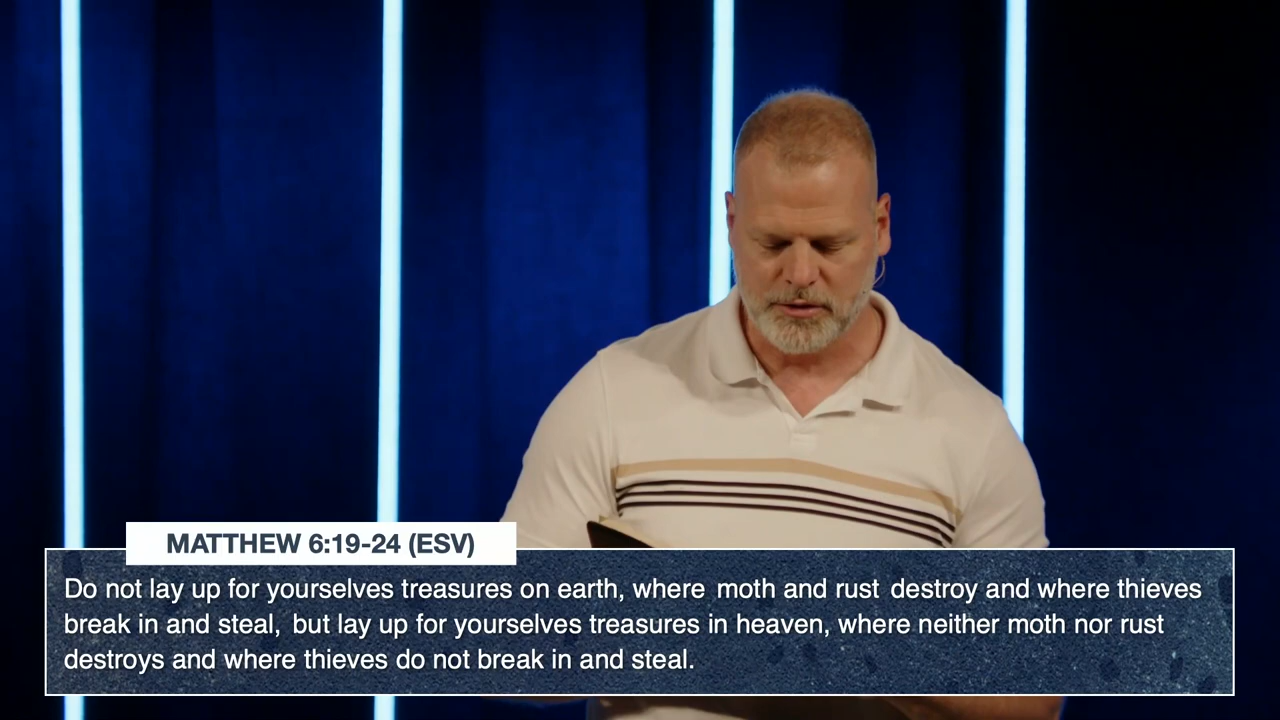 MATTHEW 6:19-24 (ESV)
Do not lay up for yourselves treasures on earth, where moth and rust destroy and where thieves
break in and steal, but lay up for yourselves treasures in heaven, where neither moth nor rust
destroys and where thieves do not break in and steal.